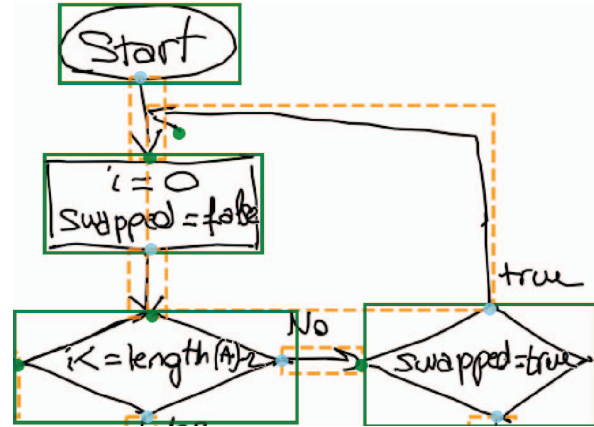 Start
i = 0
swapped = false
true
No
i <= length(A)-2
swapped=true